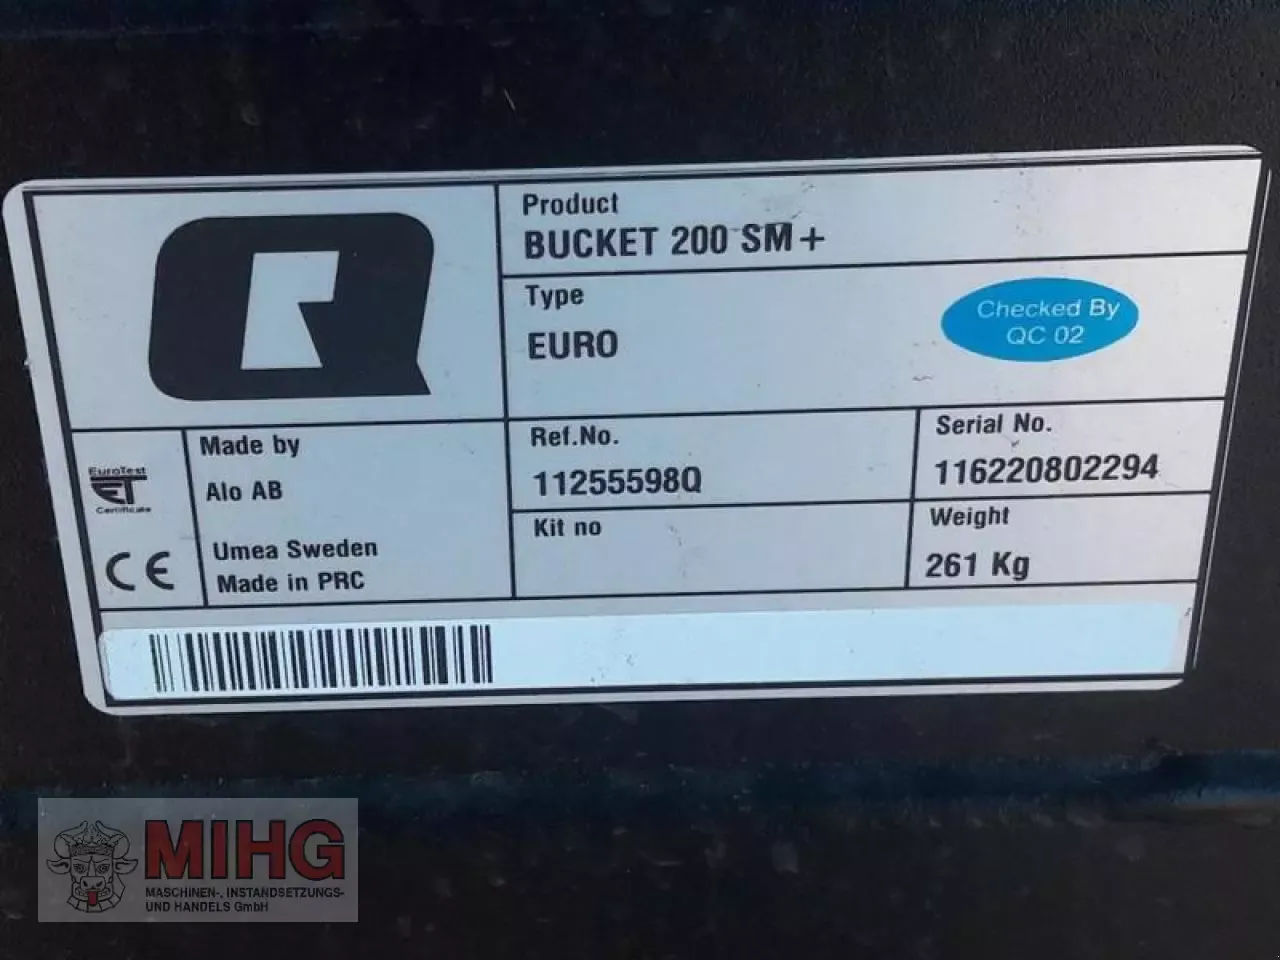 Product
BUCKET 200 SM+
Type
EURO
Checked By
QC 02
EuroTest
ET
Certificate
CE
Made by
Alo AB
Umea Sweden
Made in PRC
Ref.No.
11255598Q
Serial No.
116220802294
Kit no
Weight
261 Kg
MIHG
MASCHINEN-, INSTANDSETZUNGS-
UND HANDELS GmbH